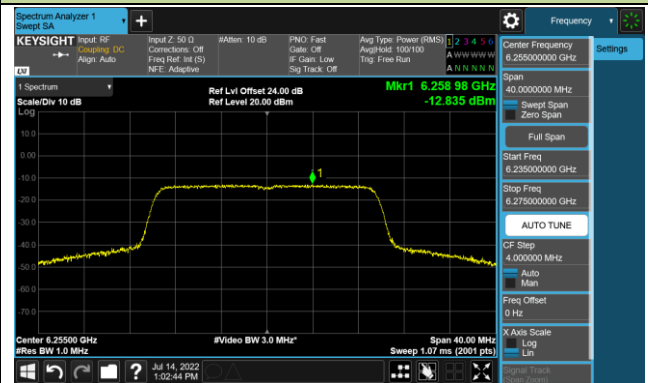 Spectrum Analyzer 1
Swept SA
+
Frequency
KEYSIGHT
Input: RF
Coupling: DC
Align: Auto
Input Z: 50 Ω
Corrections: Off
Freq Ref: Int (S)
NFE: Adaptive
#Atten: 10 dB
PNO: Fast
Gate: Off
IF Gain: Low
Sig Track: Off
Avg Type: Power (RMS)
Avg|Hold: 100/100
Trig: Free Run
1 2 3 4 5 6
A W W W W W
A N N N N N
LXI
Center Frequency
6.255000000 GHz
Settings
Span
40.0000000 MHz
Swept Span
Zero Span
Full Span
Start Freq
6.235000000 GHz
Stop Freq
6.275000000 GHz
AUTO TUNE
CF Step
4.000000 MHz
Auto
Man
Freq Offset
0 Hz
X Axis Scale
Log
Lin
Signal Track
(Span Zoom)
1 Spectrum
Scale/Div 10 dB
Log
Ref Lvl Offset 24.00 dB
Ref Level 20.00 dBm
Mkr1 6.258 98 GHz
-12.835 dBm
10.0
0.00
-10.0
-20.0
-30.0
-40.0
-50.0
-60.0
-70.0
1
Center 6.25500 GHz
#Res BW 1.0 MHz
#Video BW 3.0 MHz*
Span 40.00 MHz
Sweep 1.07 ms (2001 pts)
?
Jul 14, 2022
1:02:44 PM